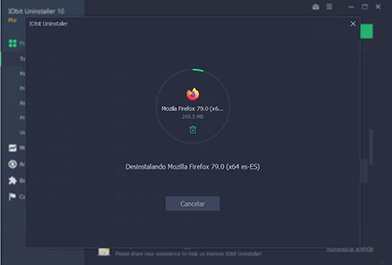 IObit Uninstaller 10
Pro
IObit Uninstaller
Mozilla Firefox 79.0 (x6...
203.5 MB
Desinstalando Mozilla Firefox 79.0 (x64 es-ES)
Cancelar
Please share your experience to help us improve IObit Uninstaller!